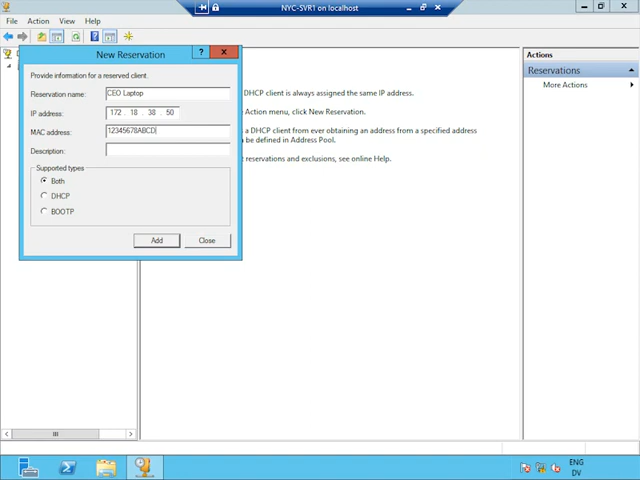 NYC-SVR1 on localhost
File Action View Help
New Reservation
?
Provide information for a reserved client.
Reservation name: CEO Laptop
IP address: 172 . 18 . 38 . 50
MAC address: 12345678ABCD
Description:
Supported types
Both
DHCP
BOOTP
Add Close
DHCP client is always assigned the same IP address.
Action menu, click New Reservation.
a DHCP client from ever obtaining an address from a specified address
be defined in Address Pool.
reservations and exclusions, see online Help.
Actions
Reservations
More Actions
ENG
DV